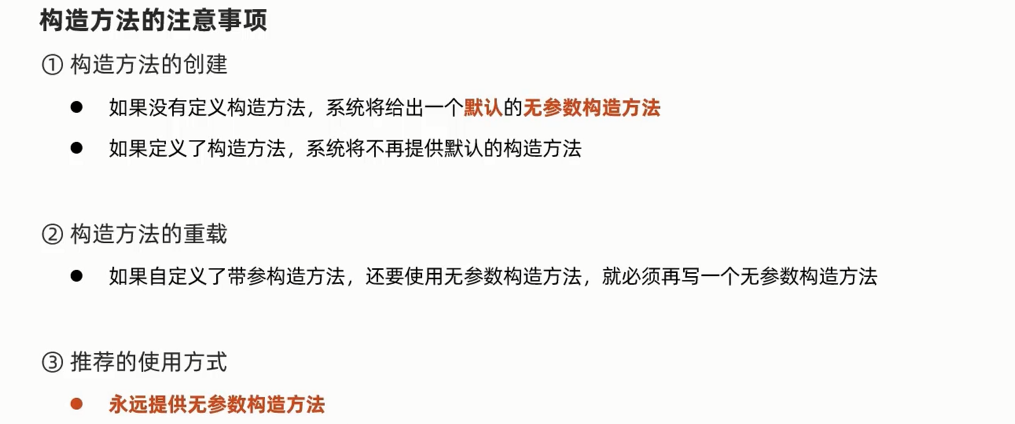 构造方法的注意事项
① 构造方法的创建
● 如果没有定义构造方法，系统将给出一个默认的无参数构造方法
● 如果定义了构造方法，系统将不再提供默认的构造方法
② 构造方法的重载
● 如果自定义了带参构造方法，还要使用无参数构造方法，就必须再写一个无参数构造方法
③ 推荐的使用方式
● 永远提供无参数构造方法